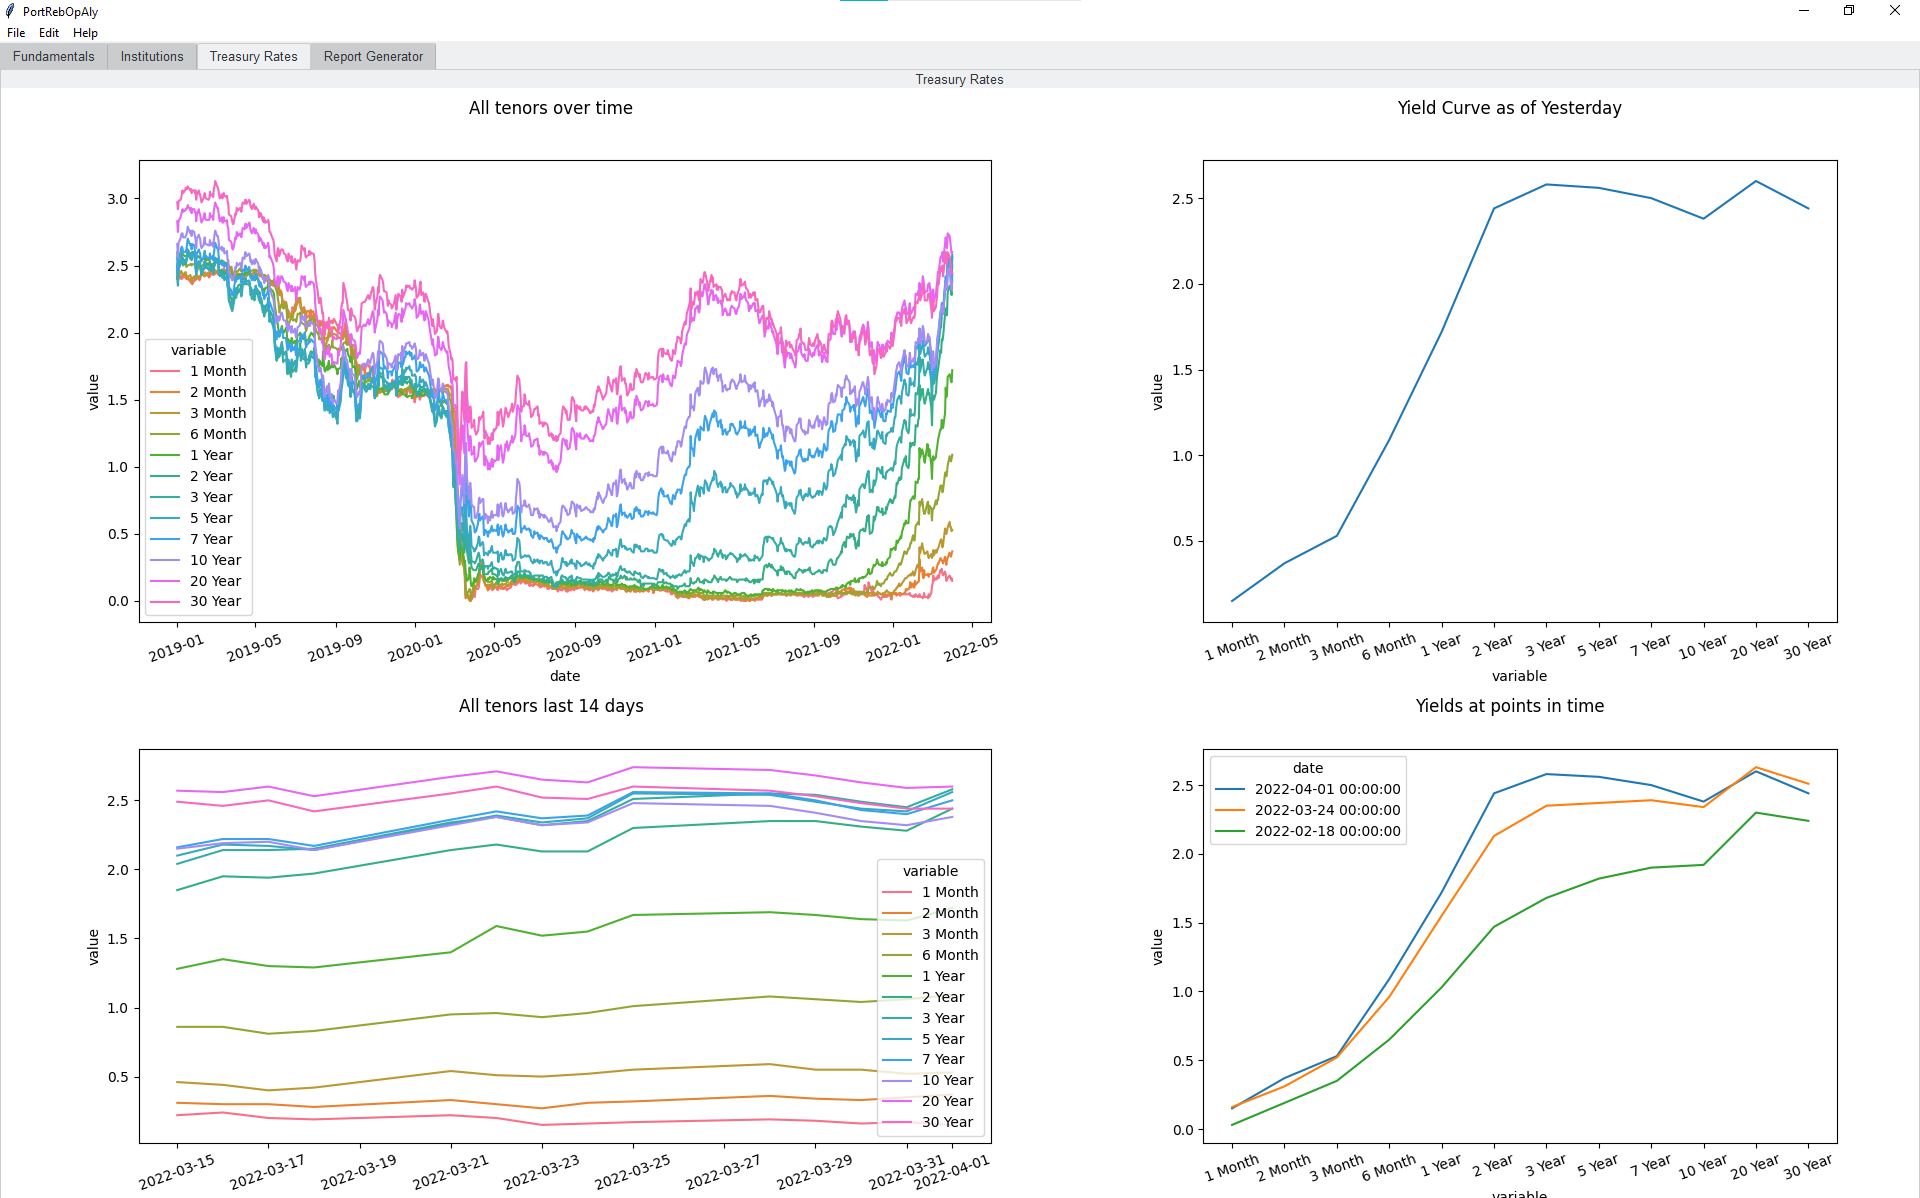 PortRebOpAly
File Edit Help
Fundamentals Institutions Treasury Rates Report Generator
Treasury Rates
All tenors over time
3.0
2.5
2.0
1.5
1.0
0.5
0.0
value
variable
1 Month
2 Month
3 Month
6 Month
1 Year
2 Year
3 Year
5 Year
7 Year
10 Year
20 Year
30 Year
2019-01 2019-05 2019-09 2020-01 2020-05 2020-09 2021-01 2021-05 2021-09 2022-01 2022-05
date
Yield Curve as of Yesterday
2.5
2.0
1.5
1.0
0.5
value
1 Month 2 Month 3 Month 6 Month 1 Year 2 Year 3 Year 5 Year 7 Year 10 Year 20 Year 30 Year
variable
All tenors last 14 days
2.5
2.0
1.5
1.0
0.5
value
variable
1 Month
2 Month
3 Month
6 Month
1 Year
2 Year
3 Year
5 Year
7 Year
10 Year
20 Year
30 Year
2022-03-15 2022-03-17 2022-03-19 2022-03-21 2022-03-23 2022-03-25 2022-03-27 2022-03-29 2022-03-31 2022-04-01
Yields at points in time
date
2022-04-01 00:00:00
2022-03-24 00:00:00
2022-02-18 00:00:00
2.5
2.0
1.5
1.0
0.5
0.0
value
1 Month 2 Month 3 Month 6 Month 1 Year 2 Year 3 Year 5 Year 7 Year 10 Year 20 Year 30 Year
variable